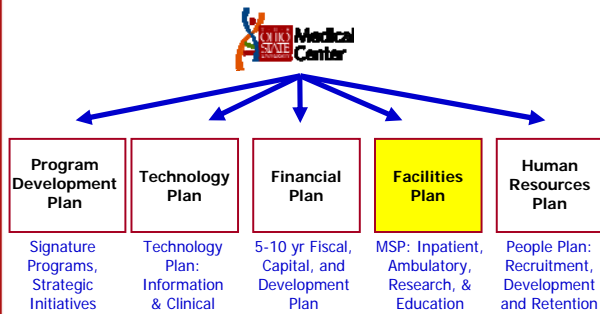 OHIO
STATE
Medical
Center
Program
Development
Plan
Technology
Plan
Financial
Plan
Facilities
Plan
Human
Resources
Plan
Signature
Programs,
Strategic
Initiatives
Technology
Plan:
Information
& Clinical
5-10 yr Fiscal,
Capital, and
Development
Plan
MSP: Inpatient,
Ambulatory,
Research, &
Education
People Plan:
Recruitment,
Development
and Retention